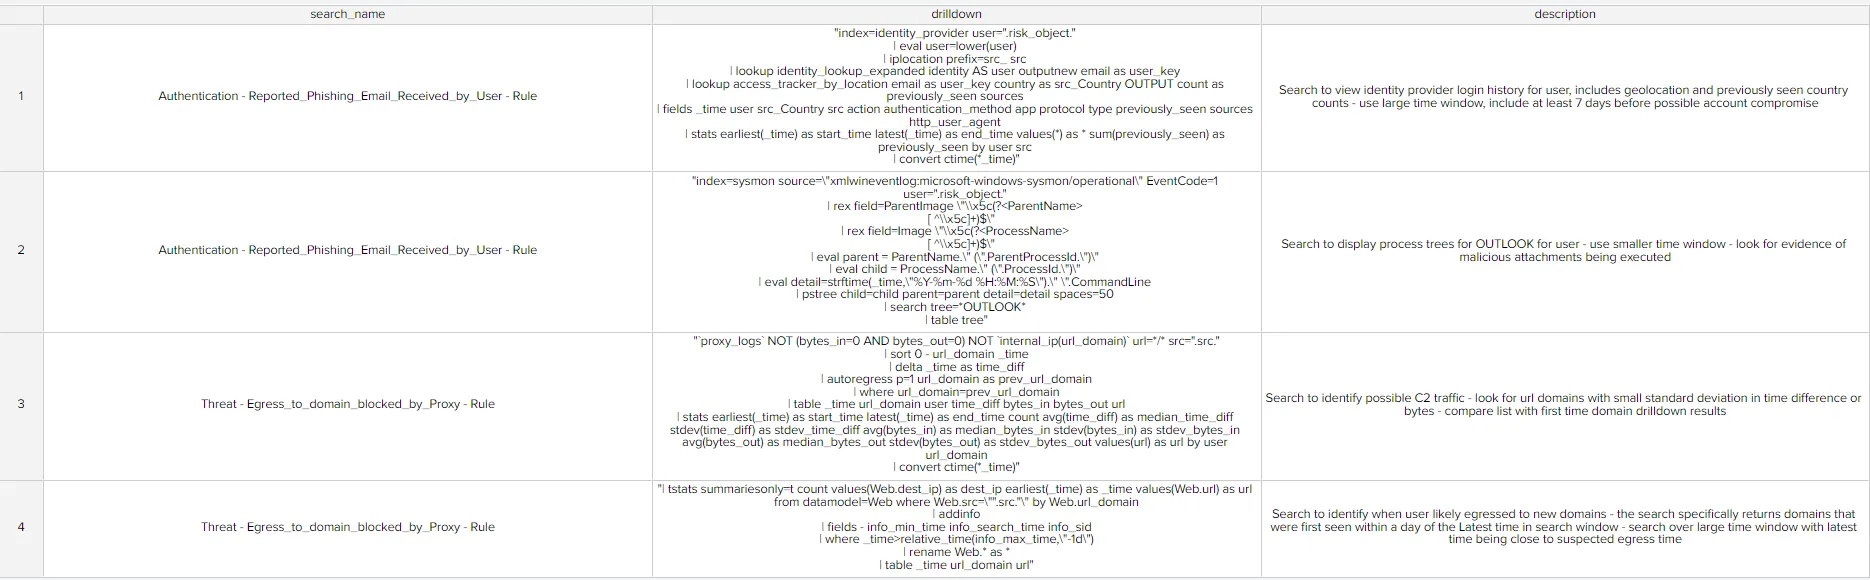 search_name drilldown description
1
Authentication - Reported_Phishing_Email_Received_by_User - Rule
"index=identity_provider user=".risk_object."
| eval user=lower(user)
| iplocation prefix=src_ src
| lookup identity_lookup_expanded identity AS user outputnew email as user_key
| lookup access_tracker_by_location email as user_key country as src_Country OUTPUT count as
previously_seen sources
| fields _time user src_Country src action authentication_method app protocol type previously_seen sources
http_user_agent
| stats earliest(_time) as start_time latest(_time) as end_time values(*) as * sum(previously_seen) as
previously_seen by user src
| convert ctime(*_time)"
Search to view identity provider login history for user, includes geolocation and previously seen country
counts - use large time window, include at least 7 days before possible account compromise
2
Authentication - Reported_Phishing_Email_Received_by_User - Rule
"index=sysmon source=\"xmlwineventlog:microsoft-windows-sysmon/operational\" EventCode=1
user=".risk_object."
| rex field=ParentImage \"\\x5c(?<ParentName>
[ ^\\x5c]+)$\"
| rex field=Image \"\\x5c(?<ProcessName>
[ ^\\x5c]+)$\"
| eval parent = ParentName.\" (\".ParentProcessId.\")\"
| eval child = ProcessName.\" (\".ProcessId.\")\"
| eval detail=strftime(_time,\"%Y-%m-%d %H:%M:%S\").\" \".CommandLine
| pstree child=child parent=parent detail=detail spaces=50
| search tree=*OUTLOOK*
| table tree"
Search to display process trees for OUTLOOK for user - use smaller time window - look for evidence of
malicious attachments being executed
3
Threat - Egress_to_domain_blocked_by_Proxy - Rule
"`proxy_logs` NOT (bytes_in=0 AND bytes_out=0) NOT `internal_ip(url_domain)` url=*/* src=".src."
| sort 0 - url_domain _time
| delta _time as time_diff
| autoregress p=1 url_domain as prev_url_domain
| where url_domain=prev_url_domain
| table _time url_domain user time_diff bytes_in bytes_out url
| stats earliest(_time) as start_time latest(_time) as end_time count avg(time_diff) as median_time_diff
stdev(time_diff) as stdev_time_diff avg(bytes_in) as median_bytes_in stdev(bytes_in) as stdev_bytes_in
avg(bytes_out) as median_bytes_out stdev(bytes_out) as stdev_bytes_out values(url) as url by user
url_domain
| convert ctime(*_time)"
Search to identify possible C2 traffic - look for url domains with small standard deviation in time difference or
bytes - compare list with first time domain drilldown results
4
Threat - Egress_to_domain_blocked_by_Proxy - Rule
"| tstats summariesonly=t count values(Web.dest_ip) as dest_ip earliest(_time) as _time values(Web.url) as url
from datamodel=Web where Web.src=\"".src."\" by Web.url_domain
| addinfo
| fields - info_min_time info_search_time info_sid
| where _time>relative_time(info_max_time,\"-1d\")
| rename Web.* as *
| table _time url_domain url"
Search to identify when user likely egressed to new domains - the search specifically returns domains that
were first seen within a day of the Latest time in search window - search over large time window with latest
time being close to suspected egress time